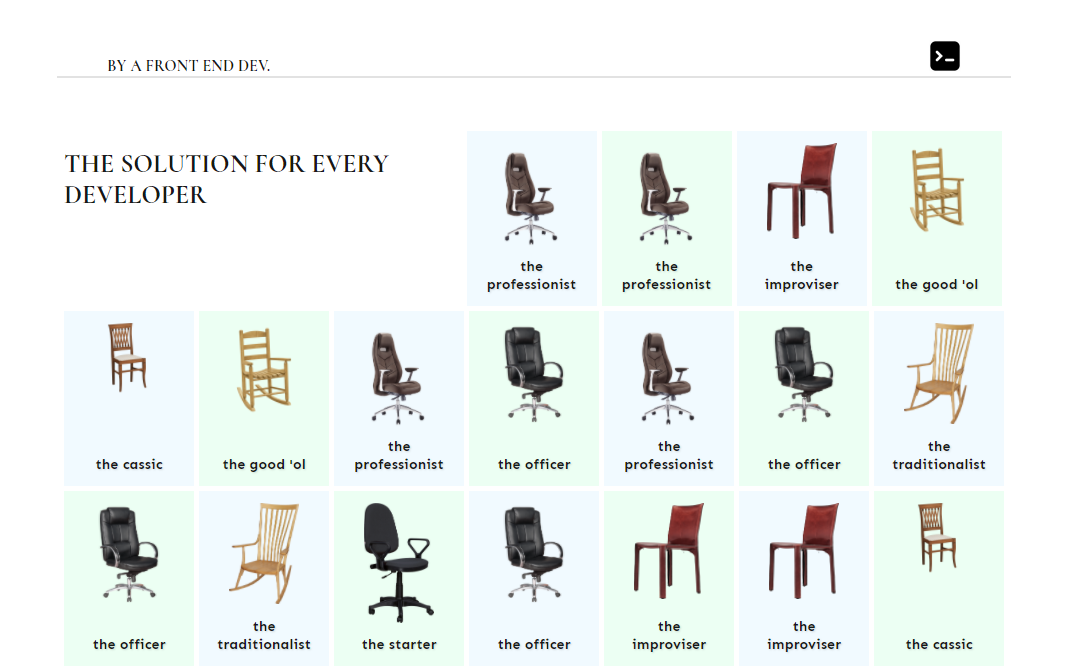 BY A FRONT END DEV.
THE SOLUTION FOR EVERY
DEVELOPER
the
professionist
the
professionist
the
improviser
the good 'ol
the cassic
the good 'ol
the
professionist
the officer
the
professionist
the officer
the
traditionalist
the officer
the
traditionalist
the starter
the officer
the
improviser
the
improviser
the cassic